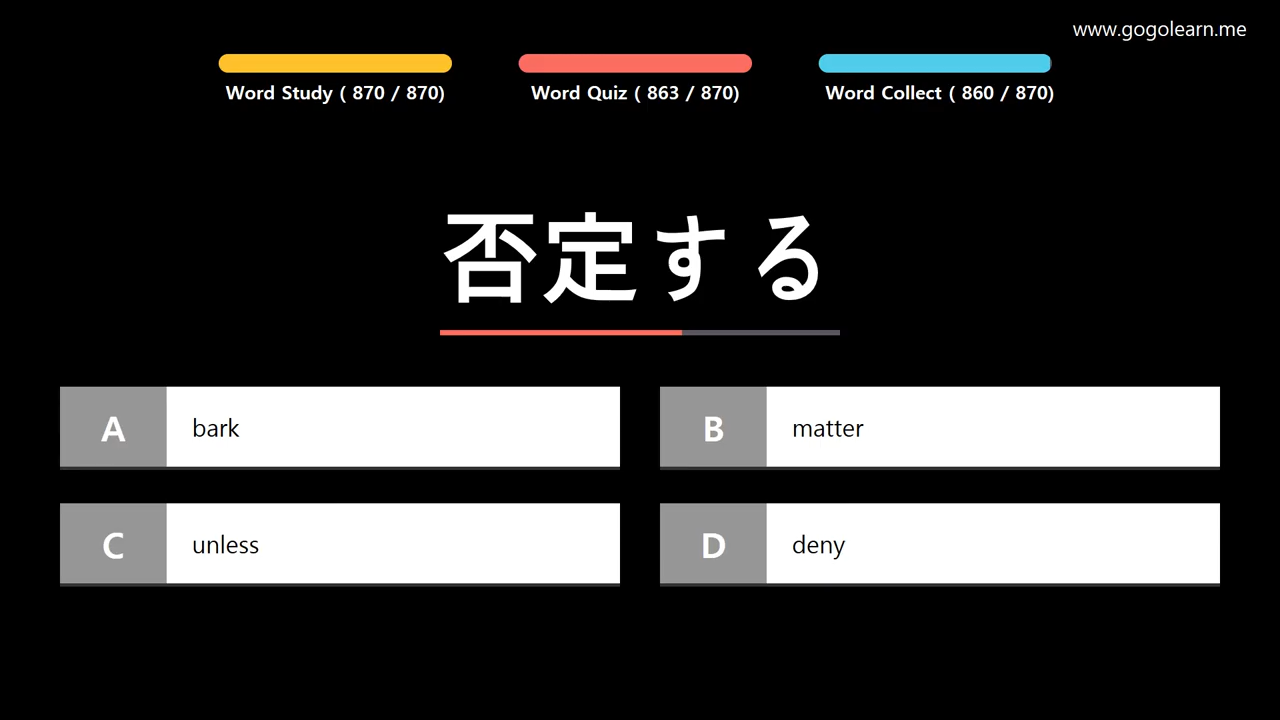 www.gogolearn.me
Word Study ( 870 / 870)
Word Quiz ( 863 / 870)
Word Collect ( 860 / 870)
否定する
A bark
B matter
C unless
D deny